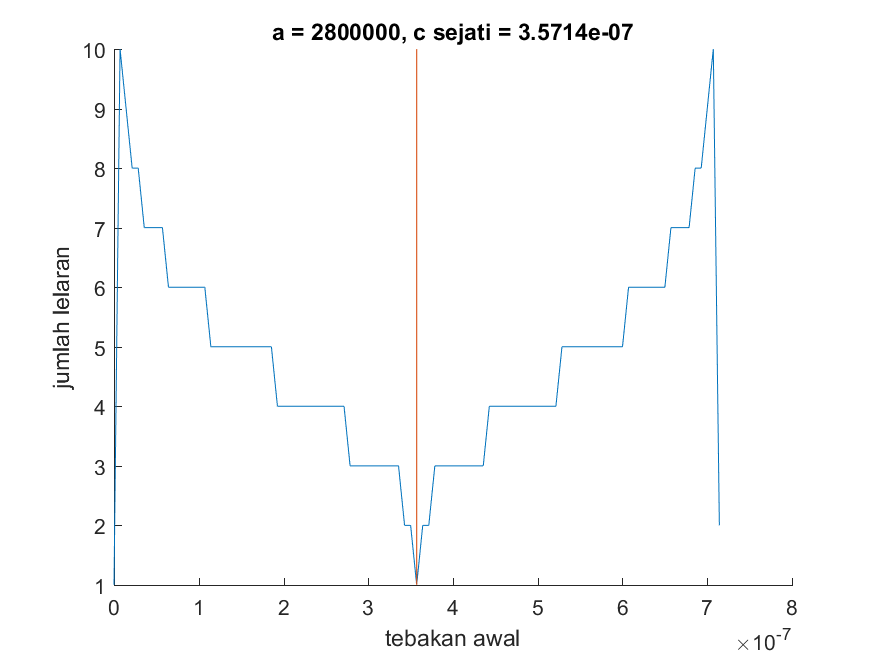 a = 2800000, c sejati = 3.5714e-07
10
9
8
7
6
5
4
3
2
1
jumlah lelaran
0 1 2 3 4 5 6 7 8
tebakan awal
×10-7